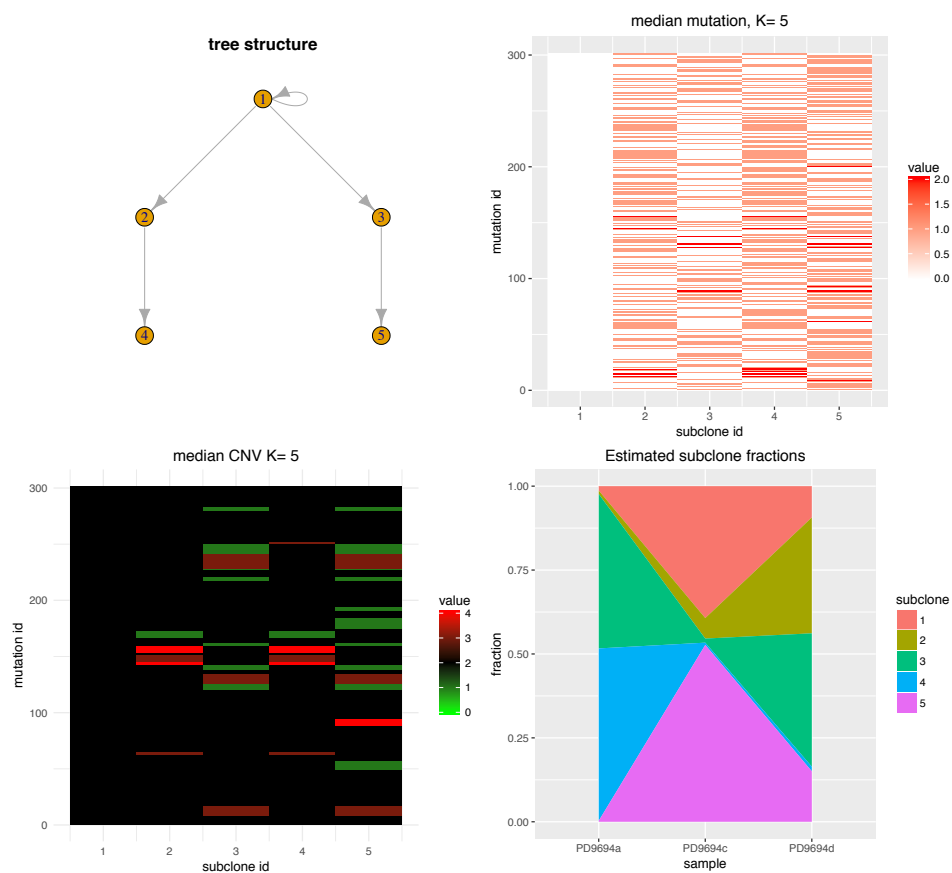 tree structure
1
2
3
4
5
median mutation, K= 5
300
200
100
0
mutation id
1
2
3
4
5
subclone id
value
2.0
1.5
1.0
0.5
0.0
median CNV K= 5
300
200
100
0
mutation id
1
2
3
4
5
subclone id
value
4
3
2
1
0
Estimated subclone fractions
1.00
0.75
0.50
0.25
0.00
fraction
PD9694a
PD9694c
PD9694d
sample
subclone
1
2
3
4
5